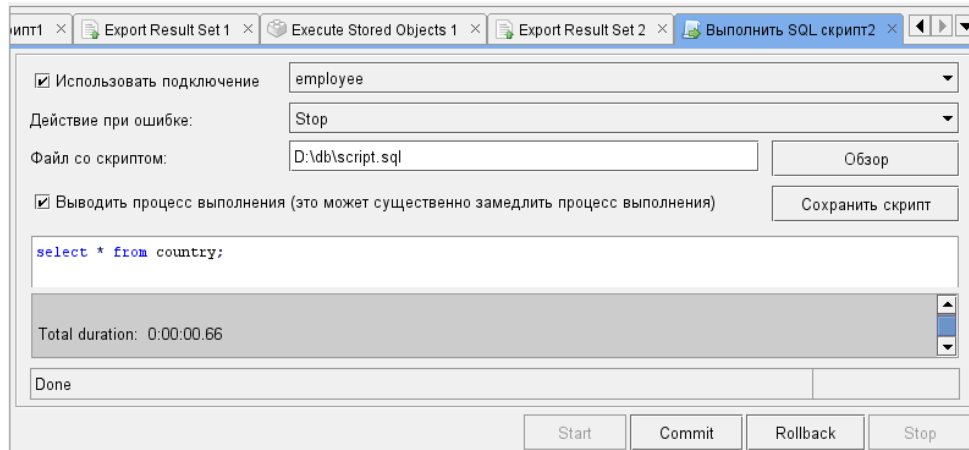 ипт1 Export Result Set 1 Execute Stored Objects 1 Export Result Set 2 Выполнить SQL скрипт2
Использовать подключение employee
Действие при ошибке: Stop
Файл со скриптом: D:\db\script.sql Обзор
Выводить процесс выполнения (это может существенно замедлить процесс выполнения) Сохранить скрипт
select * from country;
Total duration: 0:00:00.66
Done
Start Commit Rollback Stop